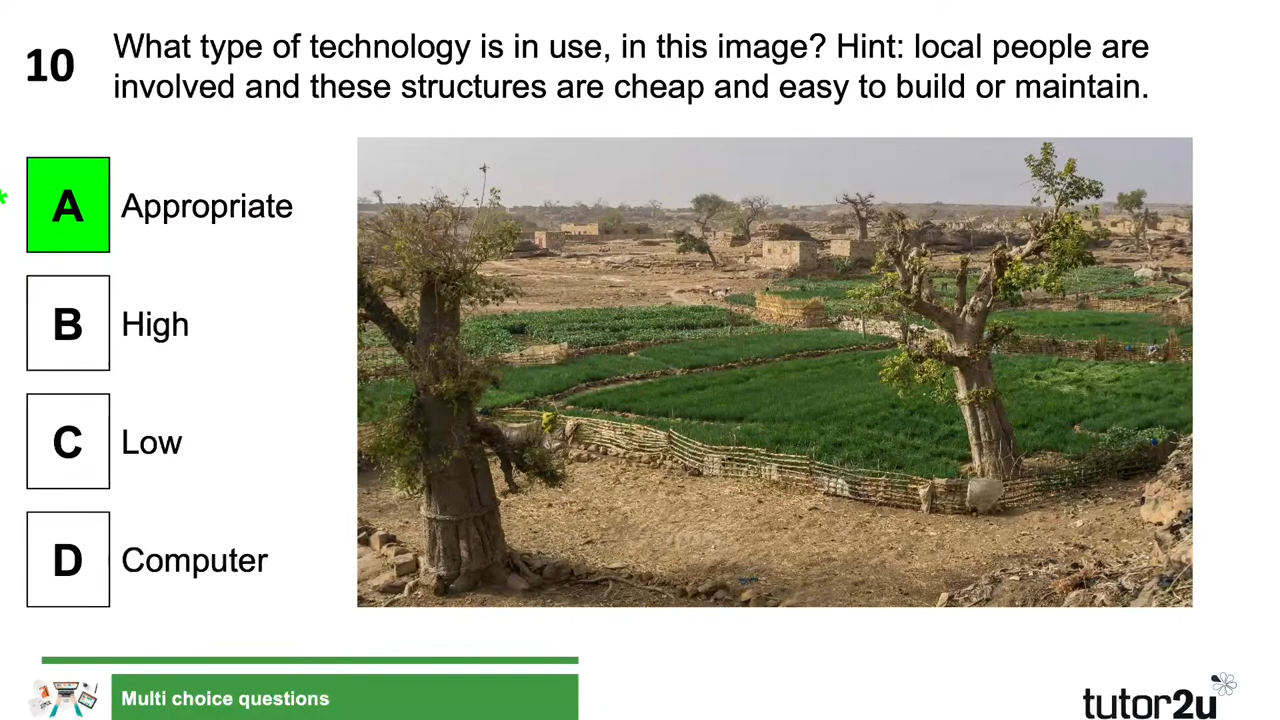 10
What type of technology is in use, in this image? Hint: local people are
involved and these structures are cheap and easy to build or maintain.
*
A Appropriate
B High
C Low
D Computer
Multi choice questions
tutor2u